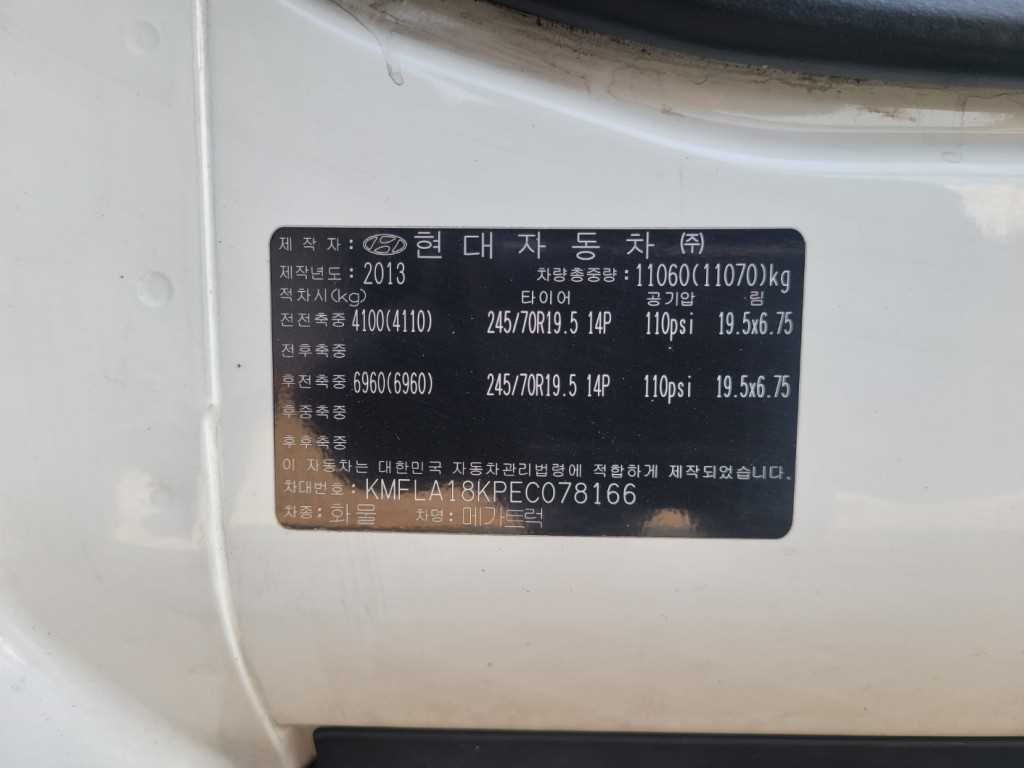 제 작 자 : 현 대 자 동 차 ㈜
제작년도 : 2013 차량총중량 : 11060(11070)kg
적차시(kg) 타이어 공기압 림
전전축중 4100(4110) 245/70R19.5 14P 110psi 19.5x6.75
전후축중
후전축중 6960(6960) 245/70R19.5 14P 110psi 19.5x6.75
후중축중
후후축중
이 자동차는 대한민국 자동차관리법령에 적합하게 제작되었습니다.
차대번호 : KMFLA18KPEC078166
차종 : 화물 차명 : 메가트럭